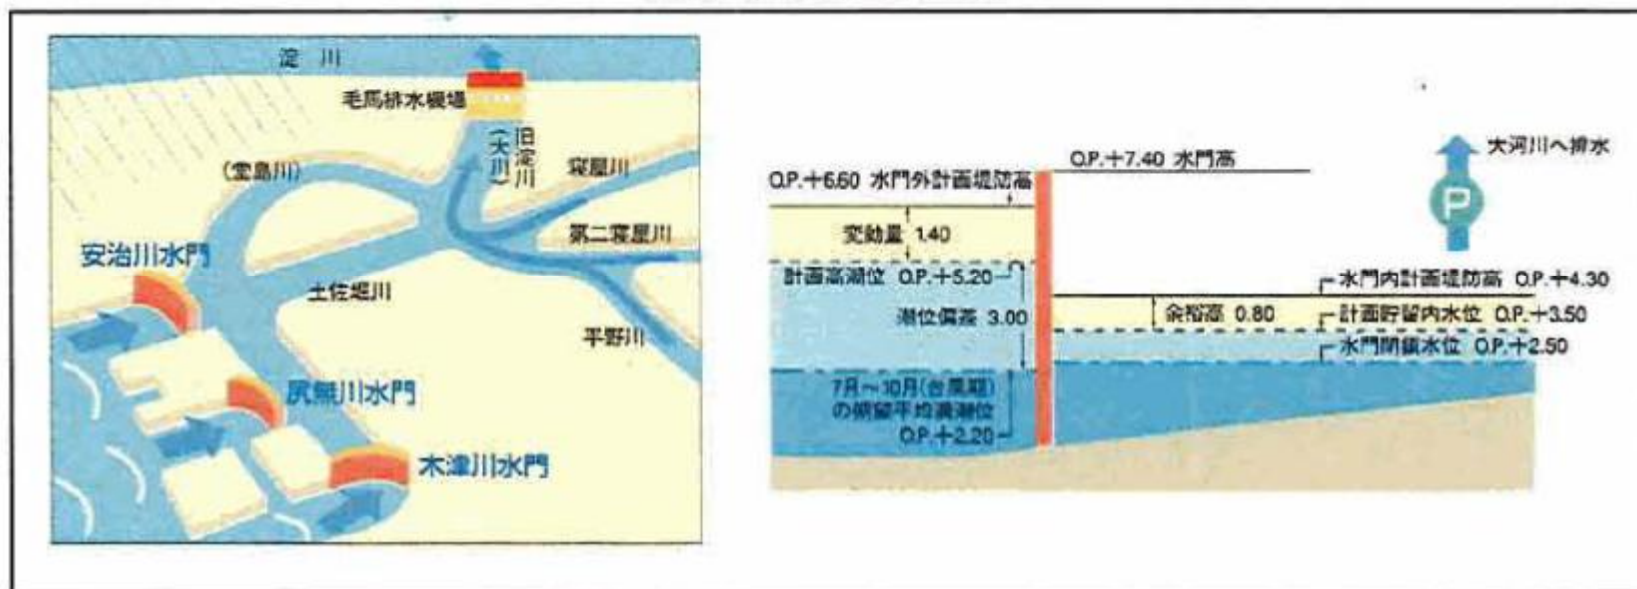 淀 川
毛馬排水機場
旧淀川
(大川)
(堂島川)
寝屋川
第二寝屋川
安治川水門
土佐堀川
平野川
尻無川水門
木津川水門
大河川へ排水
P
O.P.+7.40 水門高
O.P.+6.60 水門外計画堤防高
変動量 1.40
計画高潮位 O.P.+5.20
潮位偏差 3.00
7月〜10月(台風期)
の朔望平均満潮位
O.P.+2.20
水門内計画堤防高 O.P.+4.30
余裕高 0.80
計画貯留内水位 O.P.+3.50
水門閉鎖水位 O.P.+2.50